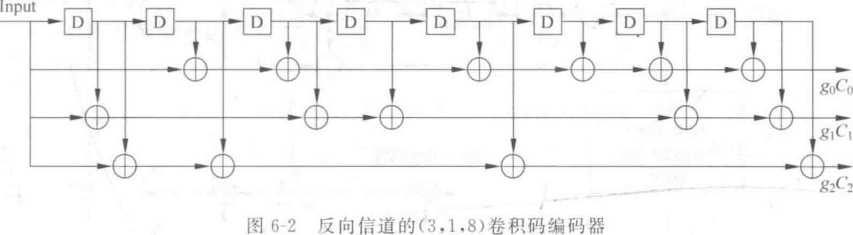 Input
D D D D D D D D
g₀C₀
g₁C₁
g₂C₂
图 6-2 反向信道的(3,1,8)卷积码编码器